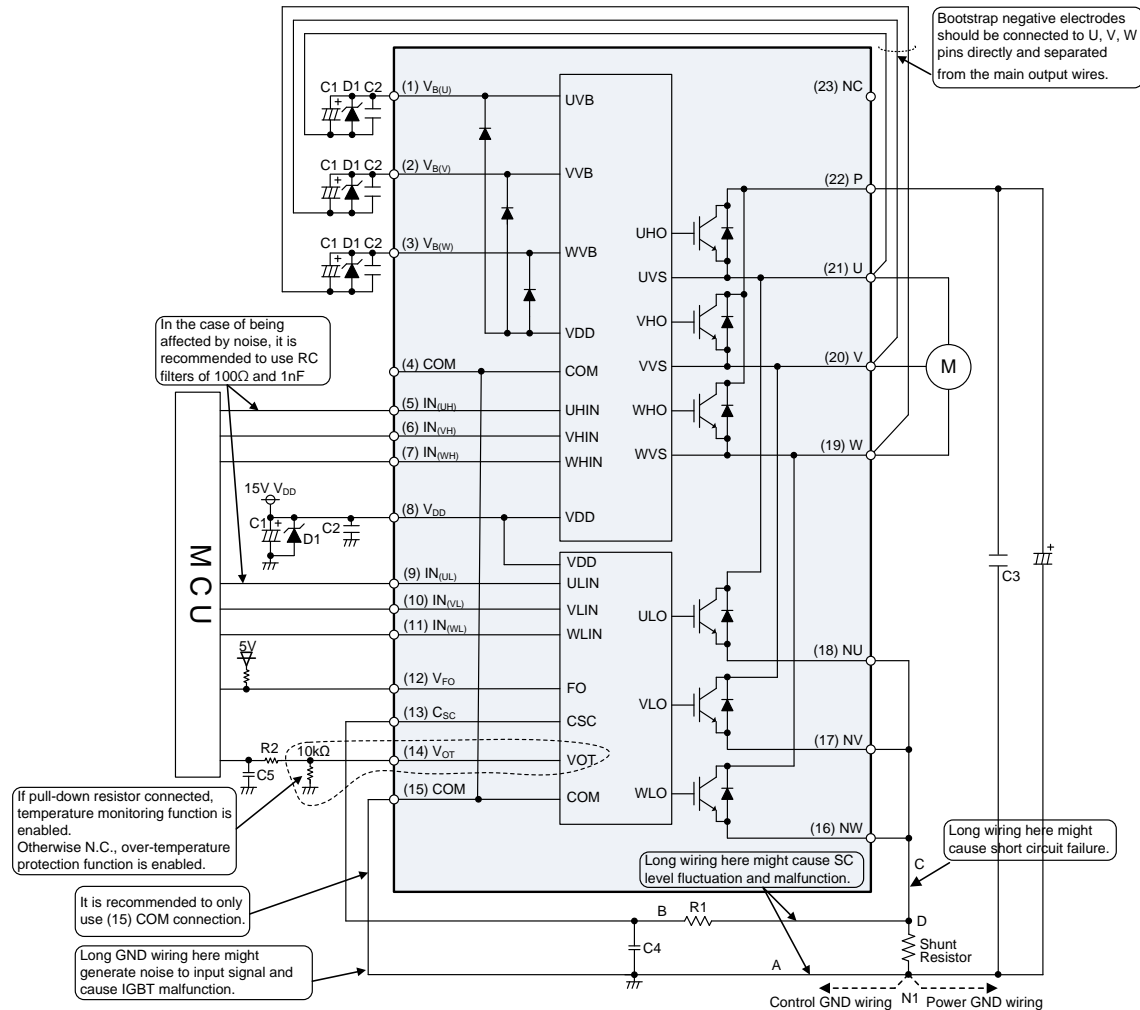 Bootstrap negative electrodes
should be connected to U, V, W
pins directly and separated
from the main output wires.
C1 D1 C2
+
(1) VB(U)
UVB
(23) NC
C1 D1 C2
+
(2) VB(V)
VVB
(22) P
C1 D1 C2
+
(3) VB(W)
WVB
UHO
UVS
(21) U
VHO
VVS
(20) V
M
WHO
WVS
(19) W
VDD
In the case of being
affected by noise, it is
recommended to use RC
filters of 100Ω and 1nF
(4) COM
COM
(5) IN(UH)
UHIN
(6) IN(VH)
VHIN
(7) IN(WH)
WHIN
15V VDD
C1 +
D1
C2
(8) VDD
VDD
MCU
VDD
(9) IN(UL)
ULIN
(10) IN(VL)
VLIN
(11) IN(WL)
WLIN
ULO
(18) NU
C3
+
5V
(12) VFO
FO
(13) CSC
CSC
VLO
(17) NV
R2
10kΩ
C5
(14) VOT
VOT
(15) COM
COM
WLO
(16) NW
If pull-down resistor connected,
temperature monitoring function is
enabled.
Otherwise N.C., over-temperature
protection function is enabled.
Long wiring here might
cause short circuit failure.
Long wiring here might cause SC
level fluctuation and malfunction.
C
It is recommended to only
use (15) COM connection.
B
R1
D
C4
Shunt
Resistor
Long GND wiring here might
generate noise to input signal and
cause IGBT malfunction.
A
Control GND wiring
N1
Power GND wiring